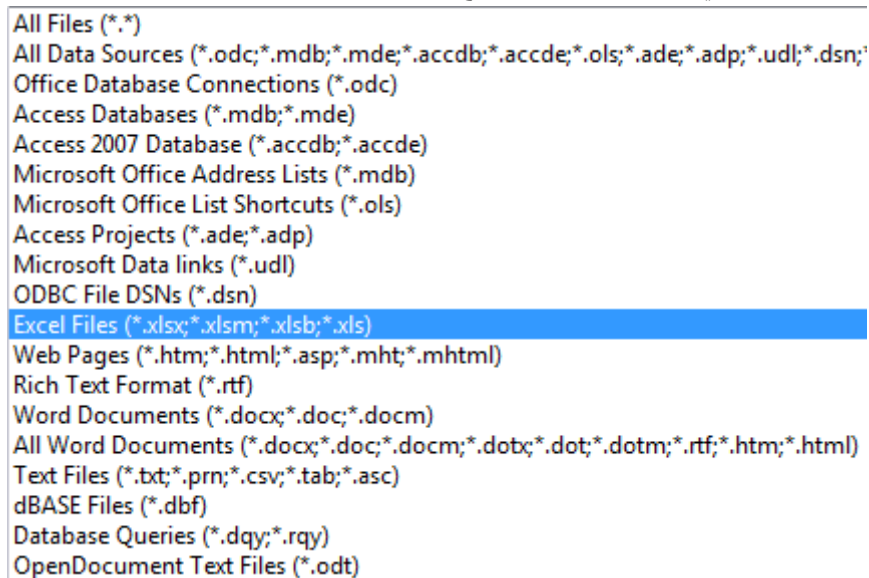 All Files (*.*)
All Data Sources (*.odc;*.mdb;*.mde;*.accdb;*.accde;*.ols;*.ade;*.adp;*.udl;*.dsn;*
Office Database Connections (*.odc)
Access Databases (*.mdb;*.mde)
Access 2007 Database (*.accdb;*.accde)
Microsoft Office Address Lists (*.mdb)
Microsoft Office List Shortcuts (*.ols)
Access Projects (*.ade;*.adp)
Microsoft Data links (*.udl)
ODBC File DSNs (*.dsn)
Excel Files (*.xlsx;*.xlsm;*.xlsb;*.xls)
Web Pages (*.htm;*.html;*.asp;*.mht;*.mhtml)
Rich Text Format (*.rtf)
Word Documents (*.docx;*.doc;*.docm)
All Word Documents (*.docx;*.doc;*.docm;*.dotx;*.dot;*.dotm;*.rtf;*.htm;*.html)
Text Files (*.txt;*.prn;*.csv;*.tab;*.asc)
dBASE Files (*.dbf)
Database Queries (*.dqy;*.rqy)
OpenDocument Text Files (*.odt)